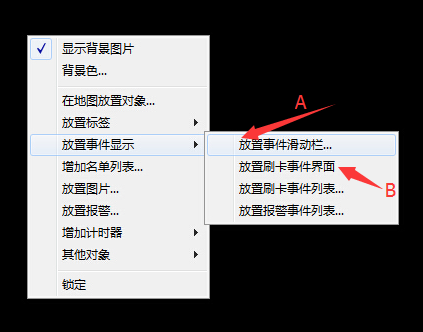 显示背景图片
背景色...
在地图放置对象...
放置标签
放置事件显示
增加名单列表...
放置图片...
放置报警...
增加计时器
其他对象
锁定
A
放置事件滑动栏...
放置刷卡事件界面
放置刷卡事件列表...
放置报警事件列表...
B